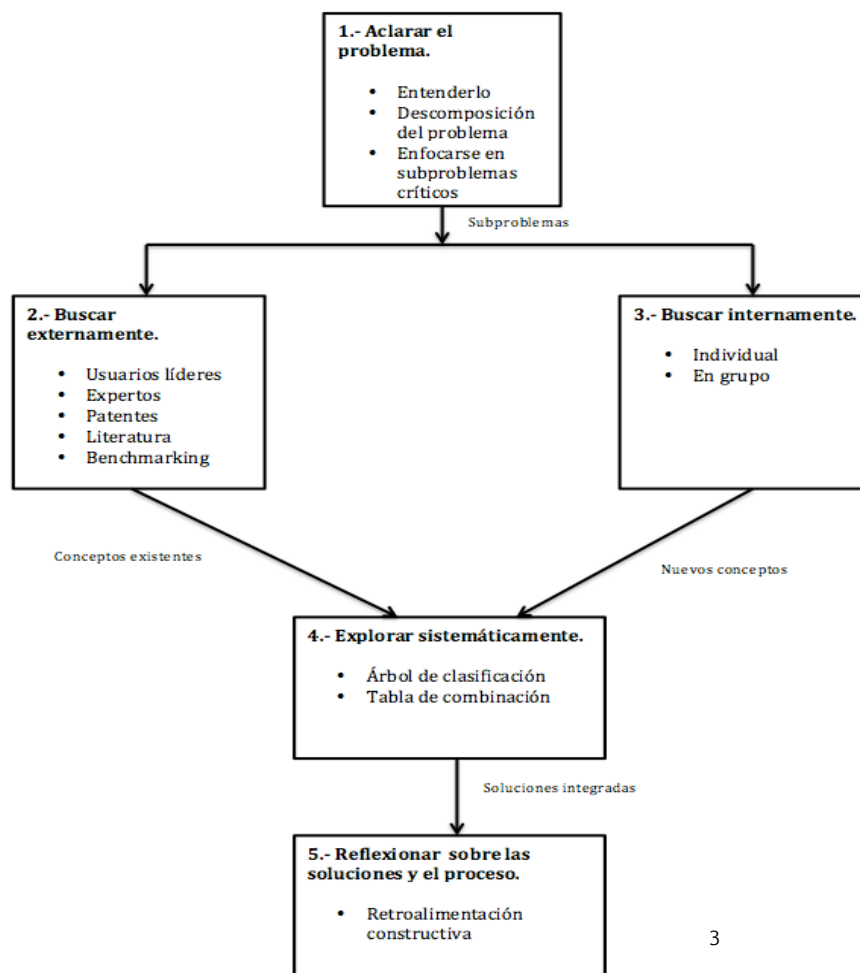 1.- Aclarar el
problema.
• Entenderlo
• Descomposición
del problema
• Enfocarse en
subproblemas
críticos
Subproblemas
2.- Buscar
externamente.
• Usuarios líderes
• Expertos
• Patentes
• Literatura
• Benchmarking
3.- Buscar internamente.
• Individual
• En grupo
Conceptos existentes
Nuevos conceptos
4.- Explorar sistemáticamente.
• Árbol de clasificación
• Tabla de combinación
Soluciones integradas
5.- Reflexionar sobre las
soluciones y el proceso.
• Retroalimentación
constructiva
3